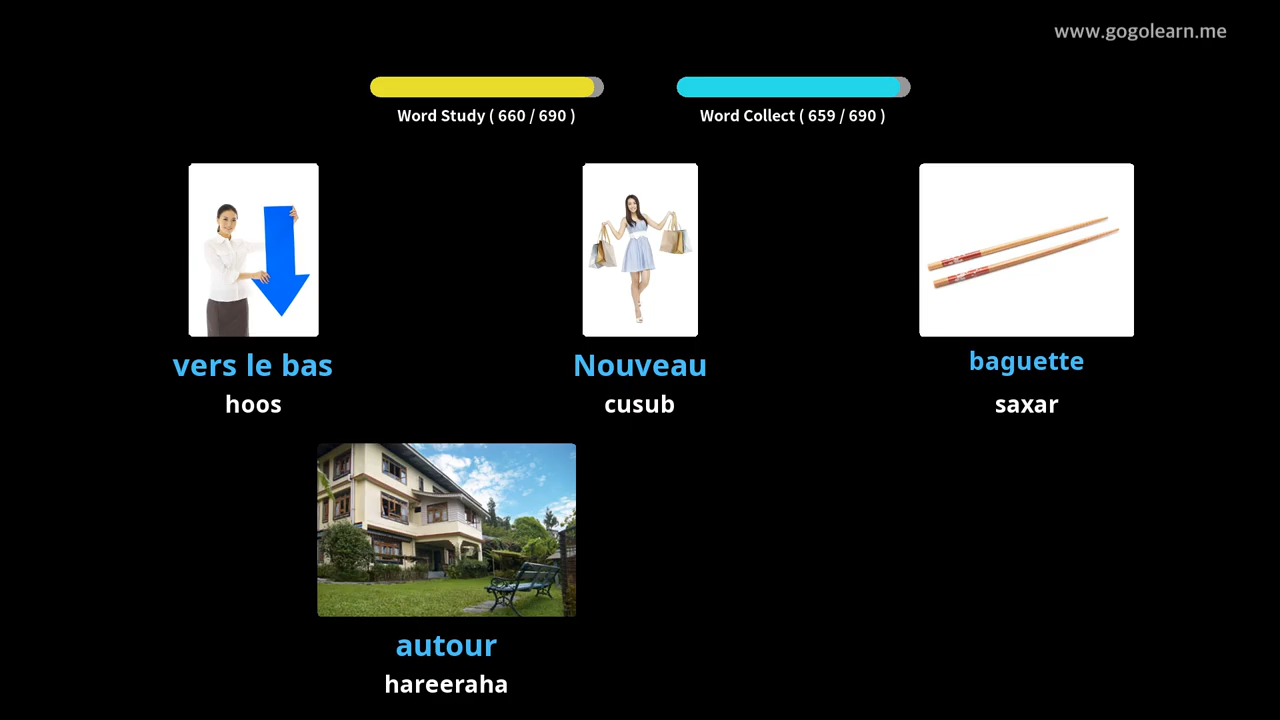 www.gogolearn.me
Word Study ( 660 / 690 )
Word Collect ( 659 / 690 )
vers le bas
hoos
Nouveau
cusub
baguette
saxar
autour
hareeraha